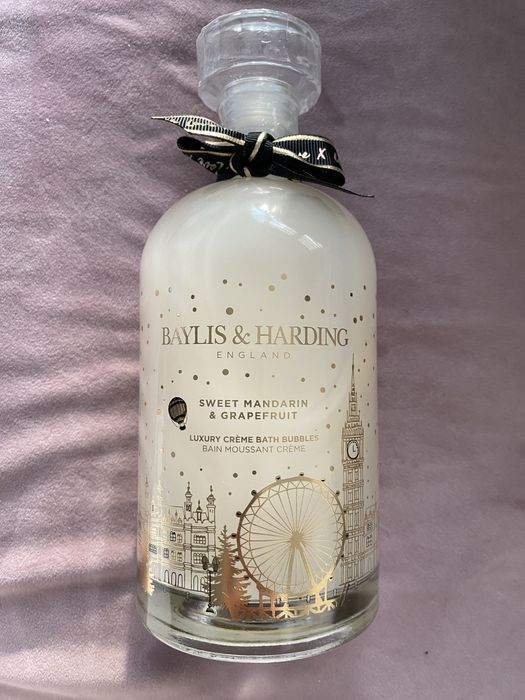 BAYLIS & HARDING
ENGLAND
SWEET MANDARIN
& GRAPEFRUIT
LUXURY CRÈME BATH BUBBLES
BAIN MOUSSANT CRÈME